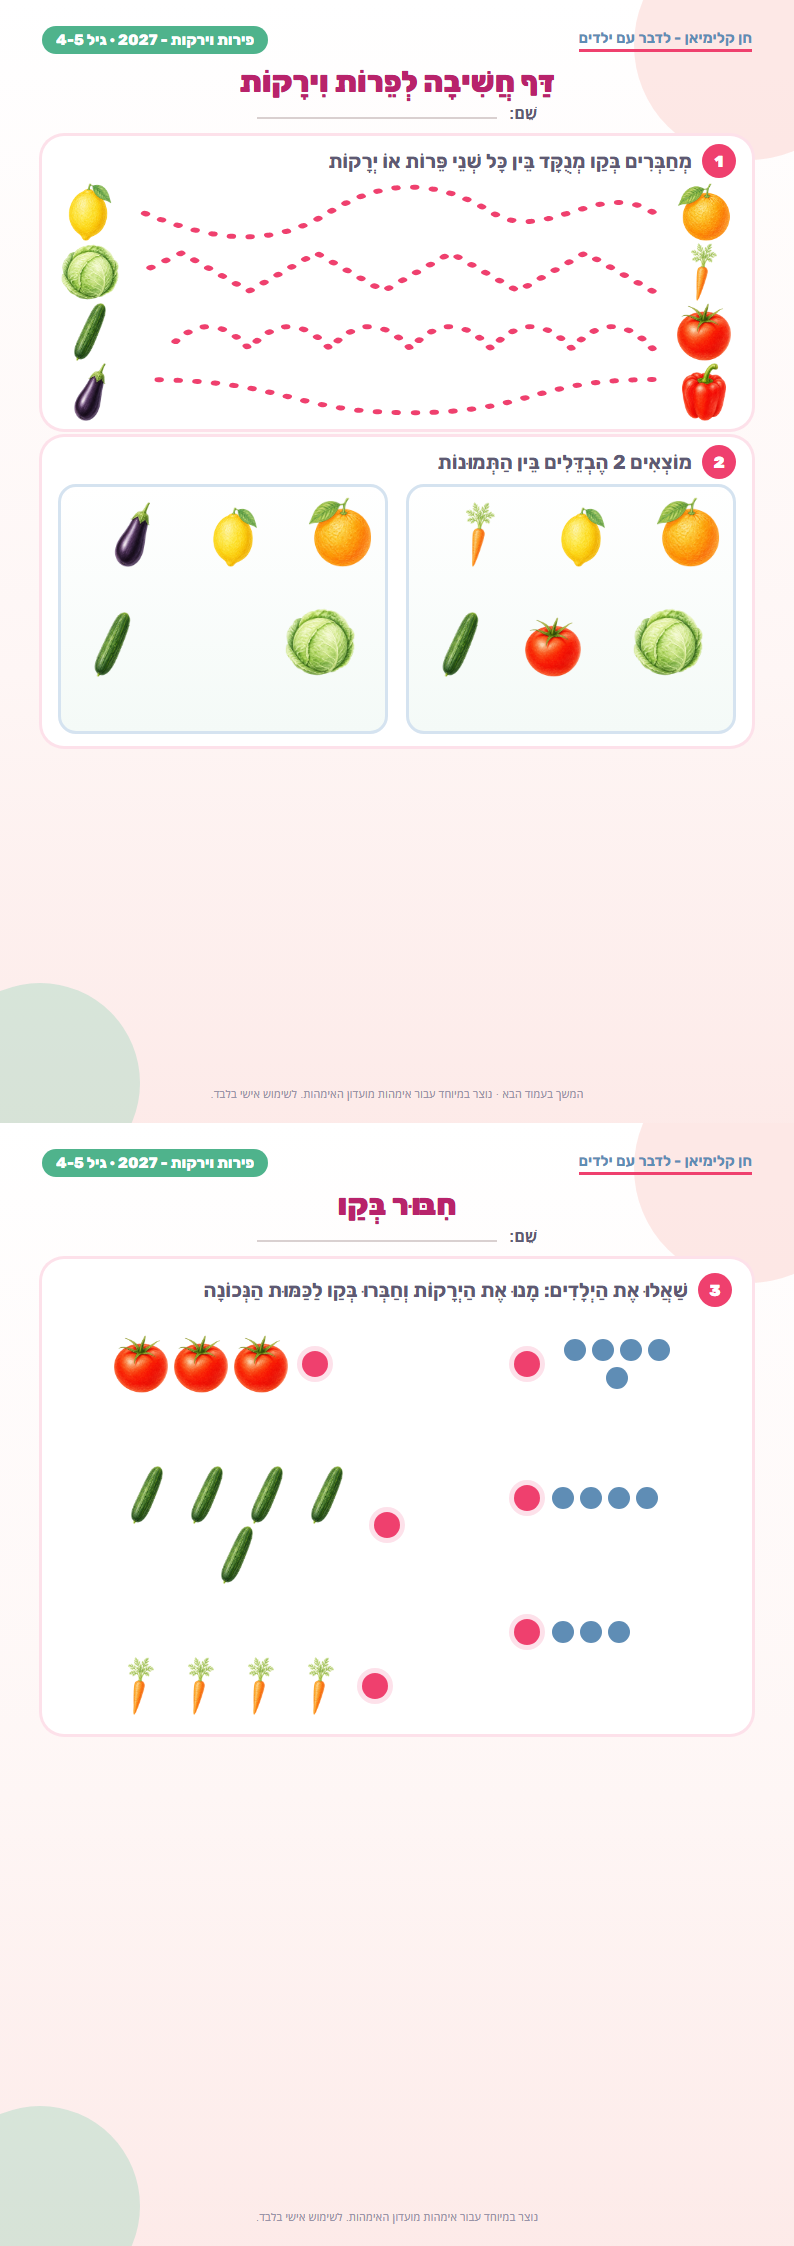 חן קלימיאן - לדבר עם ילדים
פירות וירקות - 2027 • גיל 4-5
דַּף חֲשִׁיבָה לְפֵּרוֹת וִירָקוֹת
שֵׁם:
1 מְחַבְּרִים בְּקַו מְנֻקָּד בֵּין כָּל שְׁנֵי פֵּרוֹת אוֹ יְרָקוֹת
2 מוֹצְאִים 2 הֶבְדֵּלִים בֵּין הַתְּמוּנוֹת
המשך בעמוד הבא · נוצר במיוחד עבור אימהות מועדון האימהות. לשימוש אישי בלבד.
חן קלימיאן - לדבר עם ילדים
פירות וירקות - 2027 • גיל 4-5
חִבּוּר בְּקַו
שֵׁם:
3 שַׁאֲלוּ אֶת הַיְלָדִים: מָנוּ אֶת הַיְרָקוֹת וְחַבְּרוּ בְּקַו לַכַּמּוּת הַנְּכוֹנָה
נוצר במיוחד עבור אימהות מועדון האימהות. לשימוש אישי בלבד.